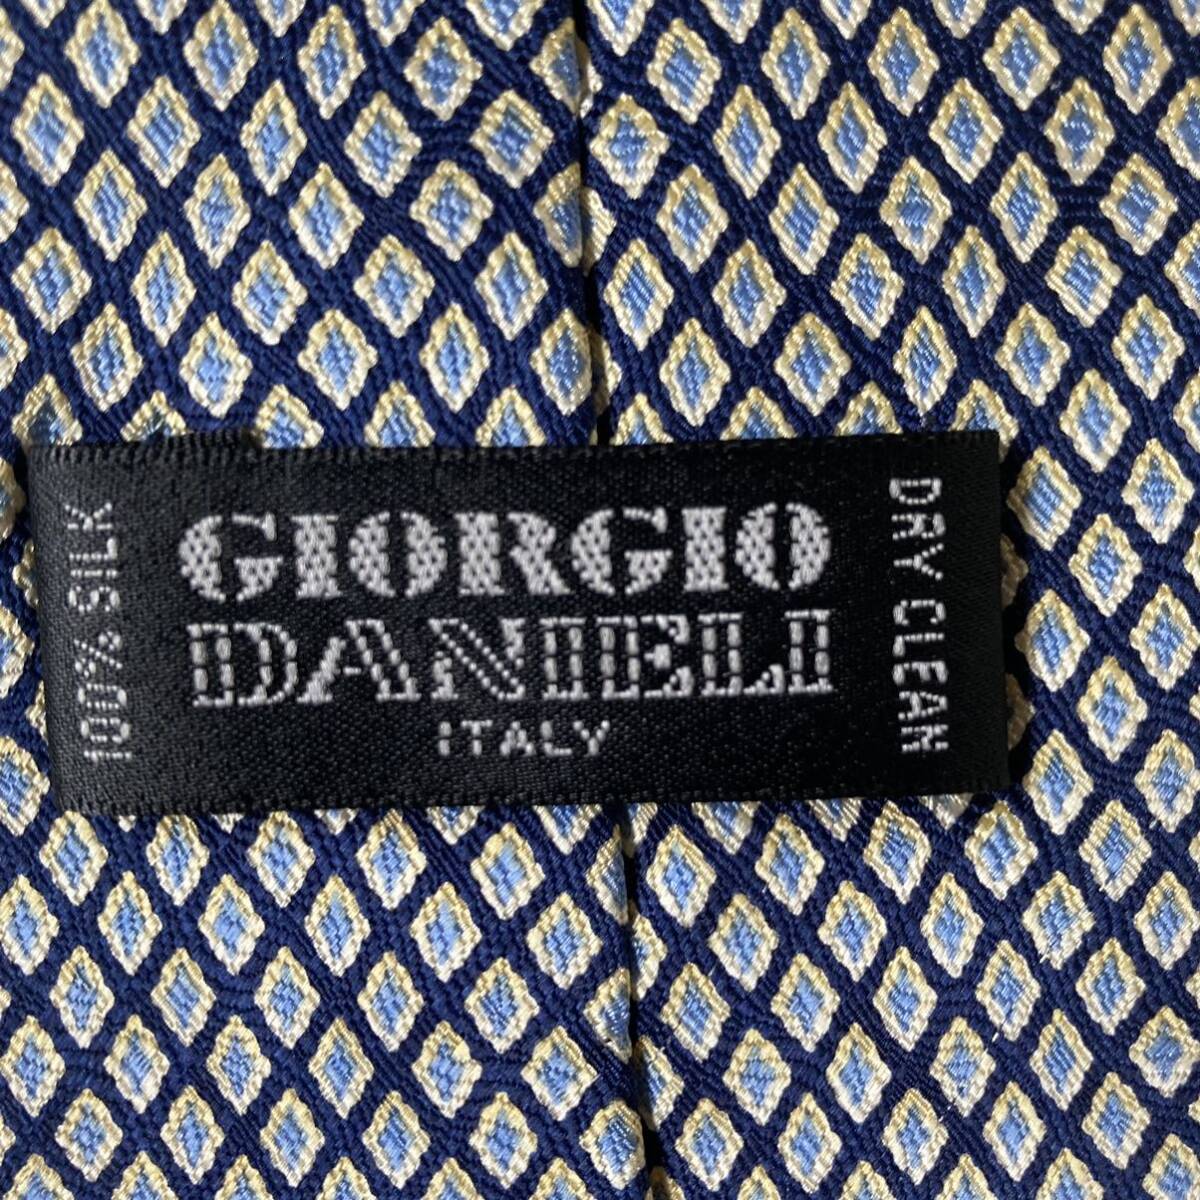 100% SILK
GIORGIO
DANIELI
ITALY
DRY CLEAN